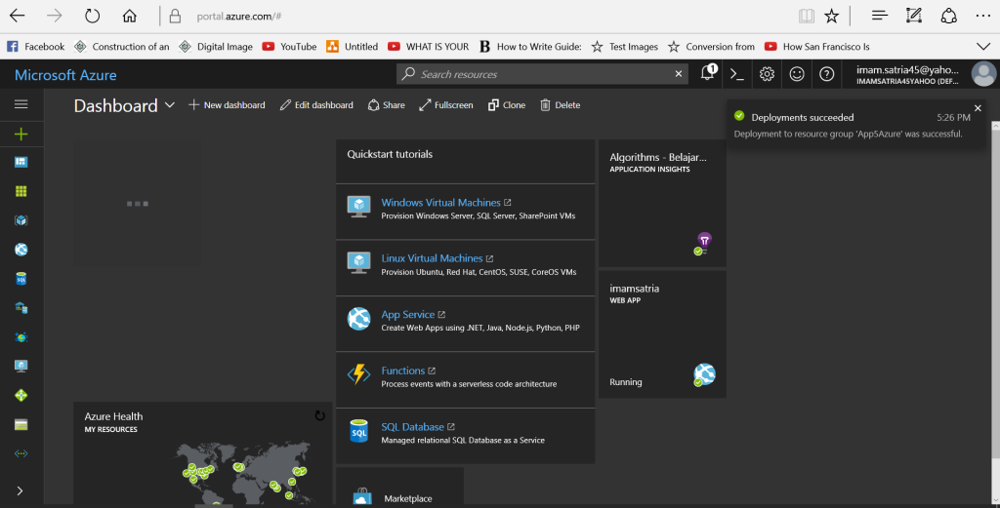 portal.azure.com/#
Facebook
Construction of an
Digital Image
YouTube
Untitled
WHAT IS YOUR
B How to Write Guide:
Test Images
Conversion from
How San Francisco Is
Microsoft Azure
Search resources
1
imam.satria45@yaho...
IMAMSATRIA45YAHOO (DEF...
Dashboard
New dashboard
Edit dashboard
Share
Fullscreen
Clone
Delete
Deployments succeeded
5:26 PM
Deployment to resource group 'App5Azure' was successful.
Quickstart tutorials
Windows Virtual Machines
Provision Windows Server, SQL Server, SharePoint VMs
Linux Virtual Machines
Provision Ubuntu, Red Hat, CentOS, SUSE, CoreOS VMs
App Service
Create Web Apps using .NET, Java, Node.js, Python, PHP
Functions
Process events with a serverless code architecture
SQL
SQL Database
Managed relational SQL Database as a Service
Marketplace
Algorithms - Belajar...
APPLICATION INSIGHTS
imamsatria
WEB APP
Running
Azure Health
MY RESOURCES
SQL